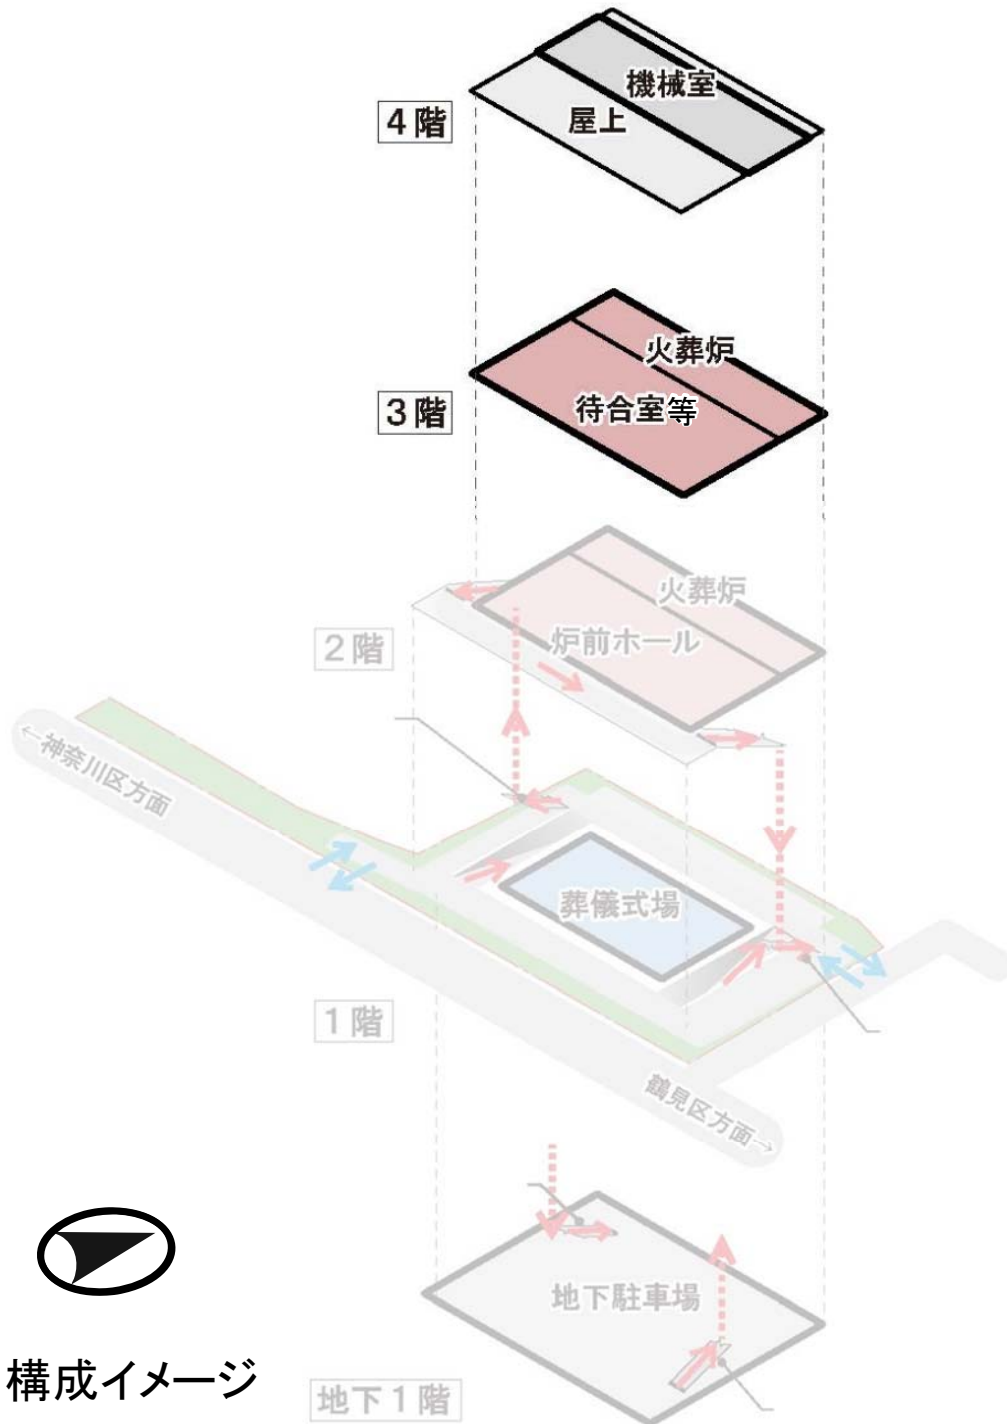 機械室
屋上
4階
火葬炉
待合室等
3階
火葬炉
炉前ホール
2階
←神奈川区方面
葬儀式場
1階
鶴見区方面→
地下駐車場
構成イメージ
地下1階